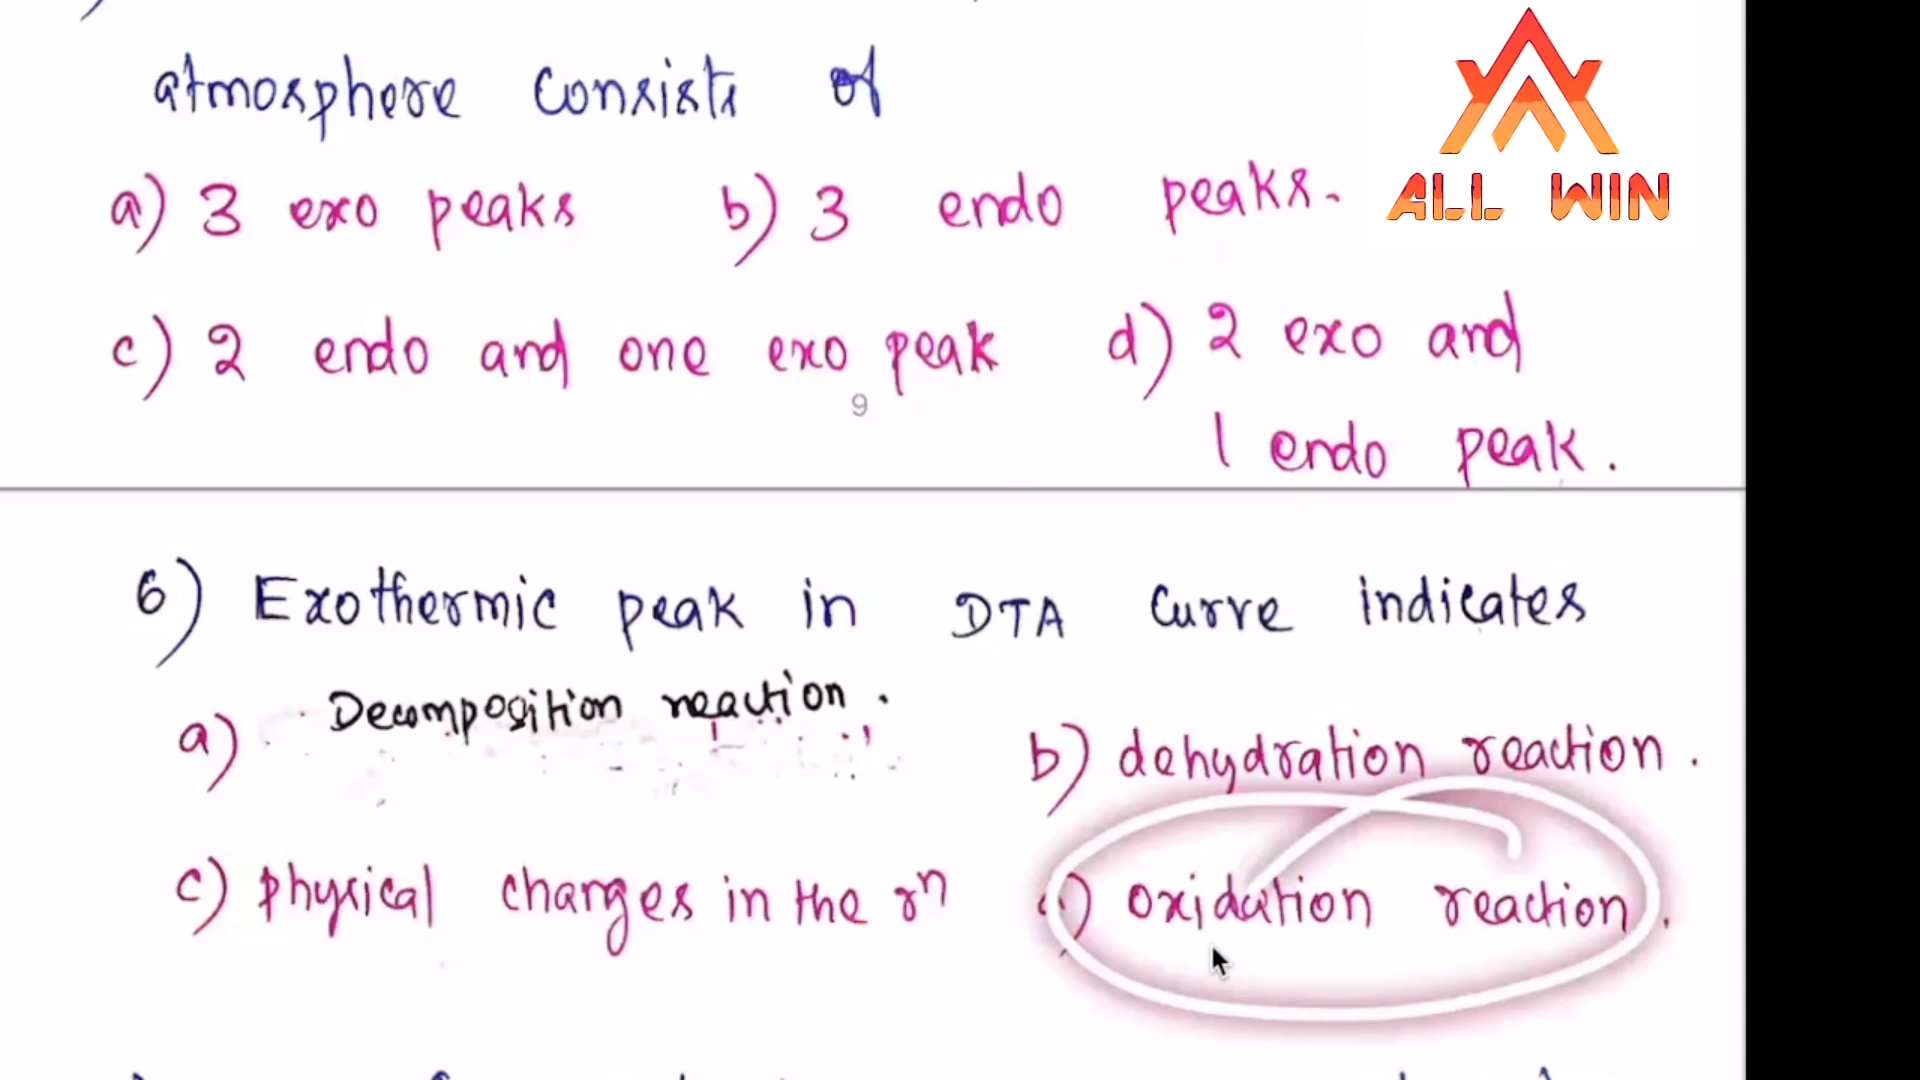 atmosphere consists of
a) 3 exo peaks b) 3 endo peaks.
ALL WIN
c) 2 endo and one exo peak d) 2 exo and
9
1 endo peak.
6) Exothermic peak in DTA Curve indicates
a) Decomposition reaction.
b) dehydration reaction.
c) physical changes in the rn
d) oxidation reaction.